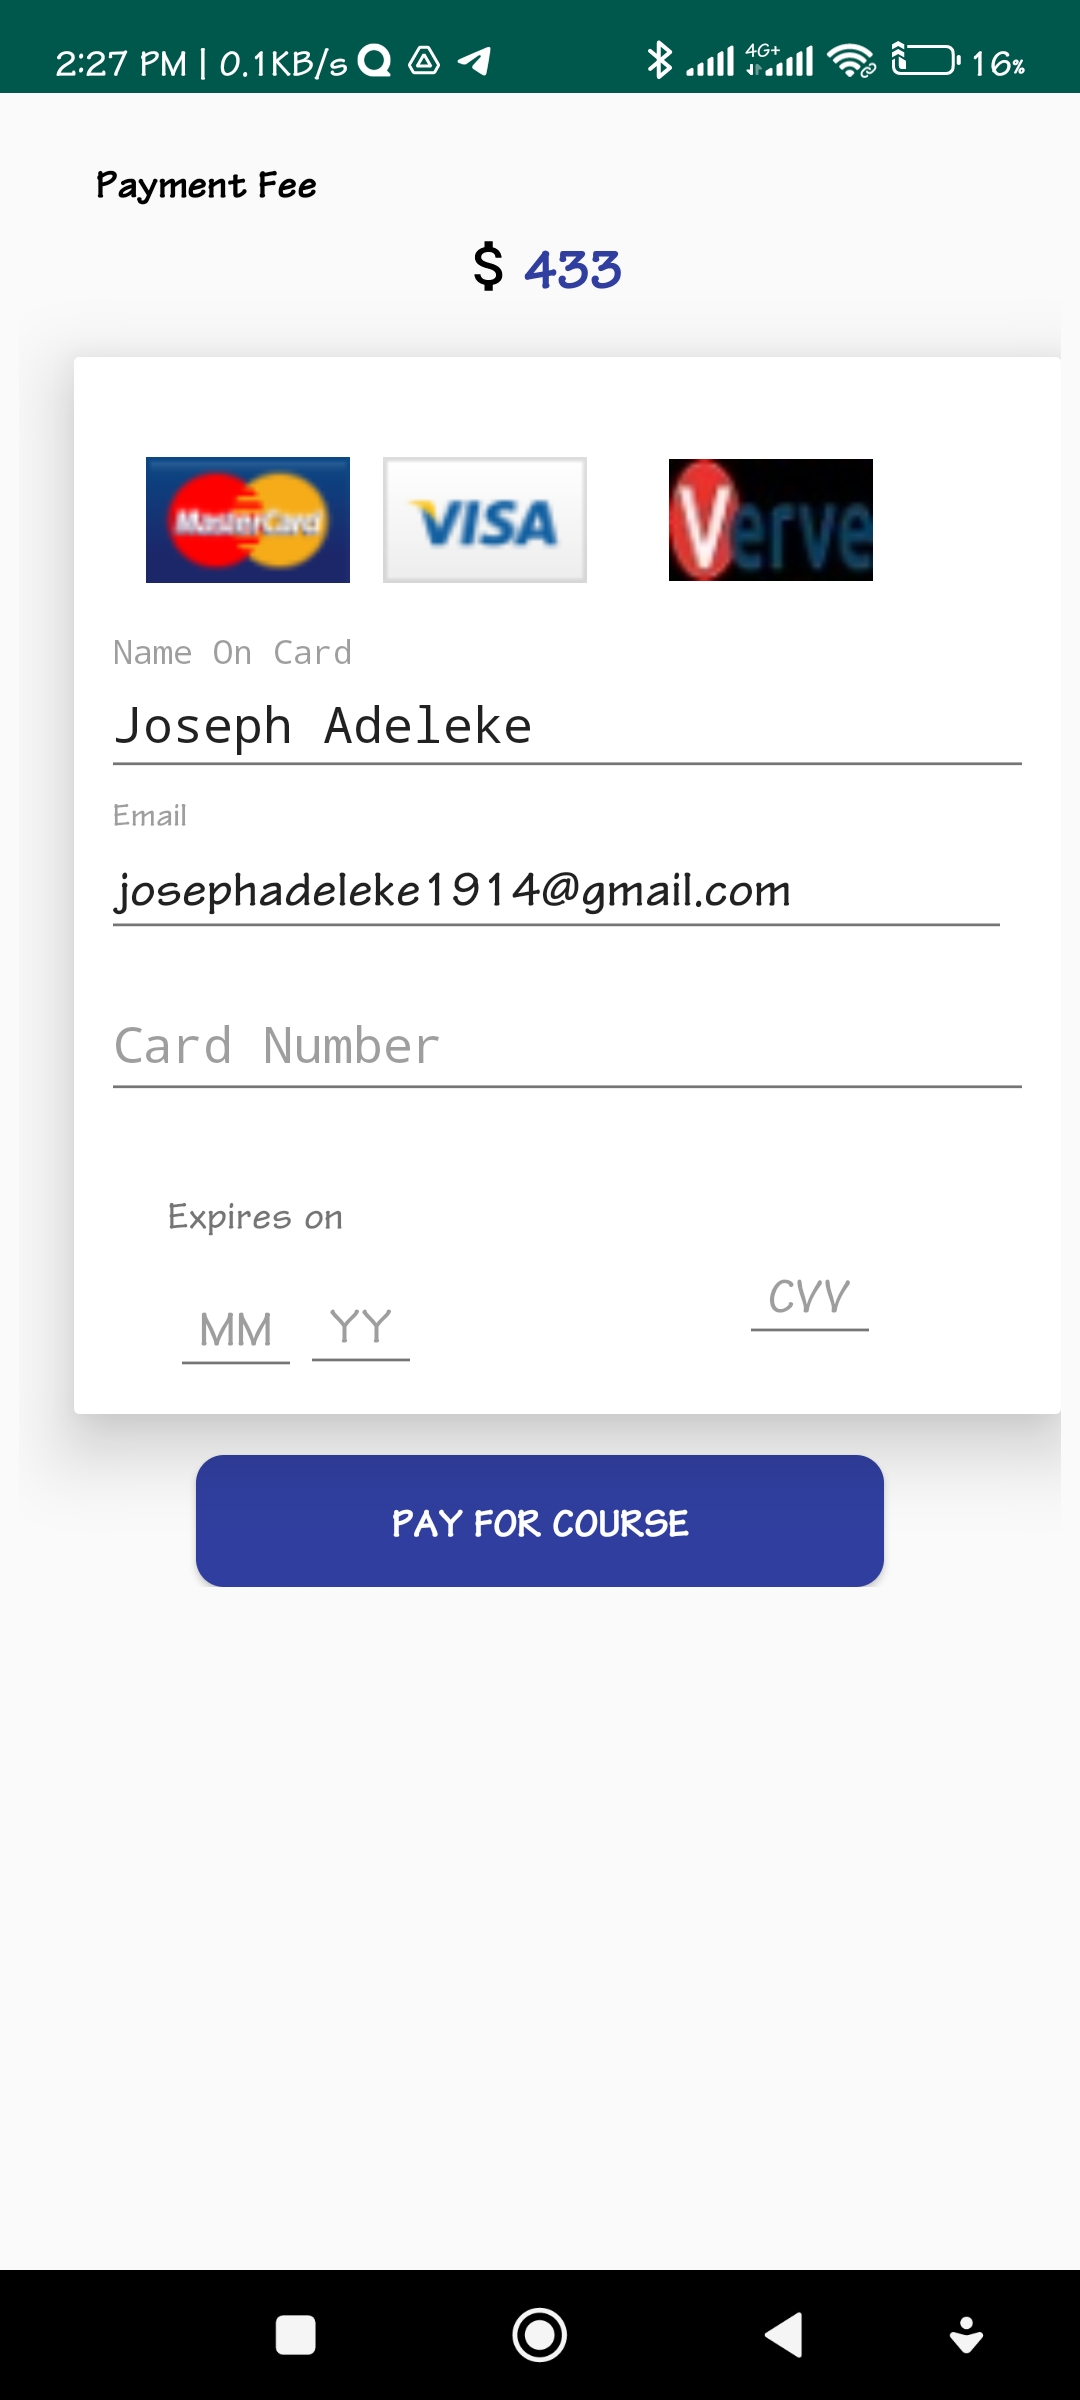 2:27 PM | 0.1KB/s 4G+ 16%
Payment Fee
$ 433
MasterCard VISA Verve
Name On Card
Joseph Adeleke
Email
josephadeleke1914@gmail.com
Card Number
Expires on
MM YY CVV
PAY FOR COURSE